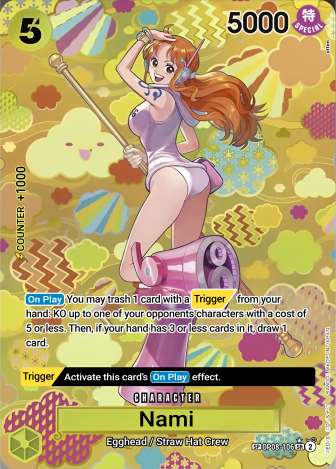 5
5000
特
SPECIAL
COUNTER +1000
On Play You may trash 1 card with a Trigger from your
hand: KO up to one of your opponents characters with a cost of
5 or less. Then, if your hand has 3 or less cards in it, draw 1
card.
Trigger Activate this card's On Play effect.
CHARACTER
Nami
Egghead / Straw Hat Crew
SP OP08-106 SR 2